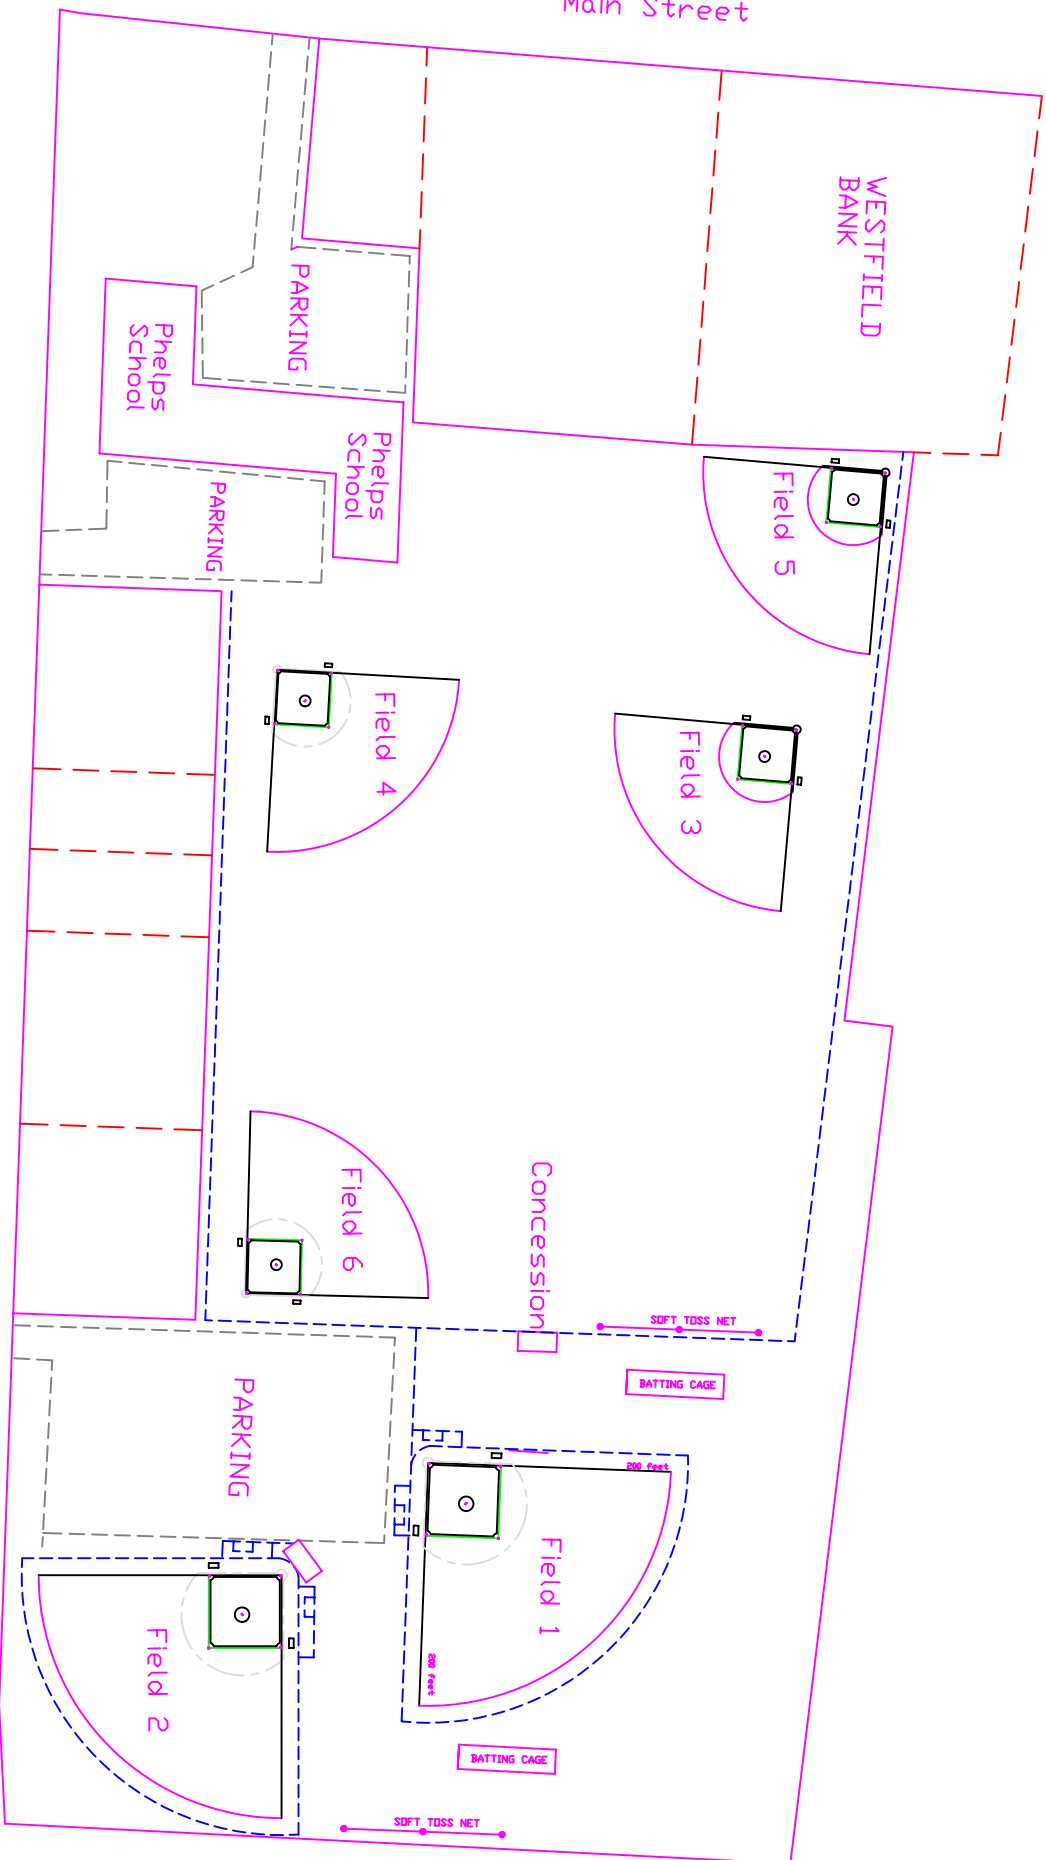 Main Street
WESTFIELD
BANK
PARKING
Phelps
School
Phelps
School
PARKING
Field 5
Field 4
Field 3
Field 6
Concession
SOFT TOSS NET
BATTING CAGE
PARKING
200 feet
Field 1
200 feet
Field 2
BATTING CAGE
SOFT TOSS NET